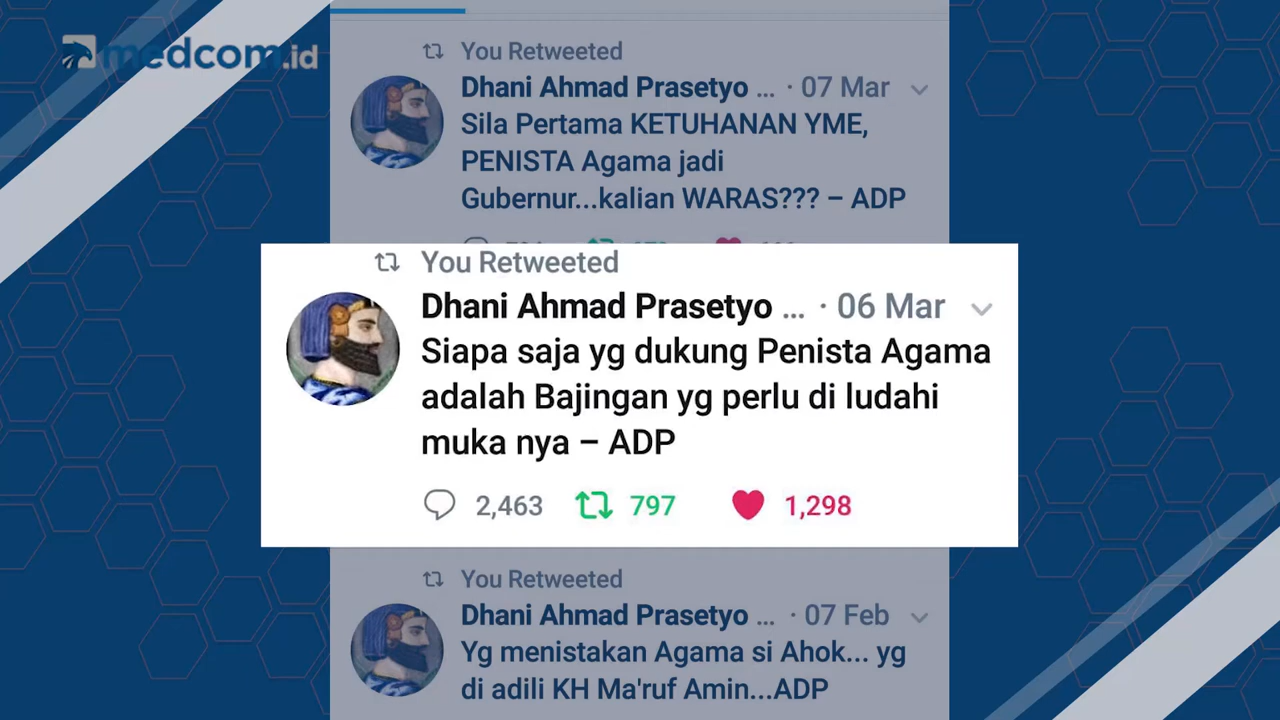 medcom.id
You Retweeted
Dhani Ahmad Prasetyo ... · 07 Mar
Sila Pertama KETUHANAN YME,
PENISTA Agama jadi
Gubernur...kalian WARAS??? – ADP
You Retweeted
Dhani Ahmad Prasetyo ... · 06 Mar
Siapa saja yg dukung Penista Agama
adalah Bajingan yg perlu di ludahi
muka nya – ADP
2,463 797 1,298
You Retweeted
Dhani Ahmad Prasetyo ... · 07 Feb
Yg menistakan Agama si Ahok... yg
di adili KH Ma'ruf Amin...ADP